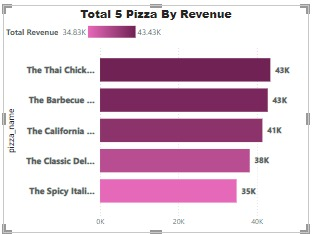 Total 5 Pizza By Revenue
Total Revenue 34.83K 43.43K
pizza_name
The Thai Chick... 43K
The Barbecue ... 43K
The California ... 41K
The Classic Del... 38K
The Spicy Itali... 35K
0K 20K 40K